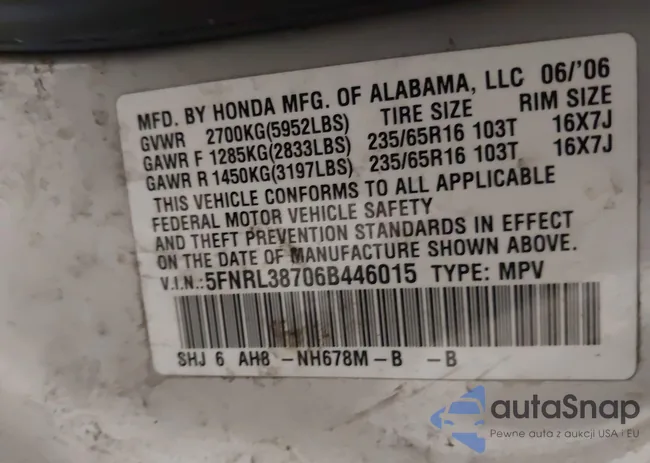 MFD. BY HONDA MFG. OF ALABAMA, LLC 06/'06
GVWR 2700KG(5952LBS) TIRE SIZE RIM SIZE
GAWR F 1285KG(2833LBS) 235/65R16 103T 16X7J
GAWR R 1450KG(3197LBS) 235/65R16 103T 16X7J
THIS VEHICLE CONFORMS TO ALL APPLICABLE
FEDERAL MOTOR VEHICLE SAFETY
AND THEFT PREVENTION STANDARDS IN EFFECT
ON THE DATE OF MANUFACTURE SHOWN ABOVE.
V.I.N.:5FNRL38706B446015 TYPE: MPV
SHJ 6 AH8 -NH678M-B -B
autaSnap
Pewne auta z aukcji USA i EU